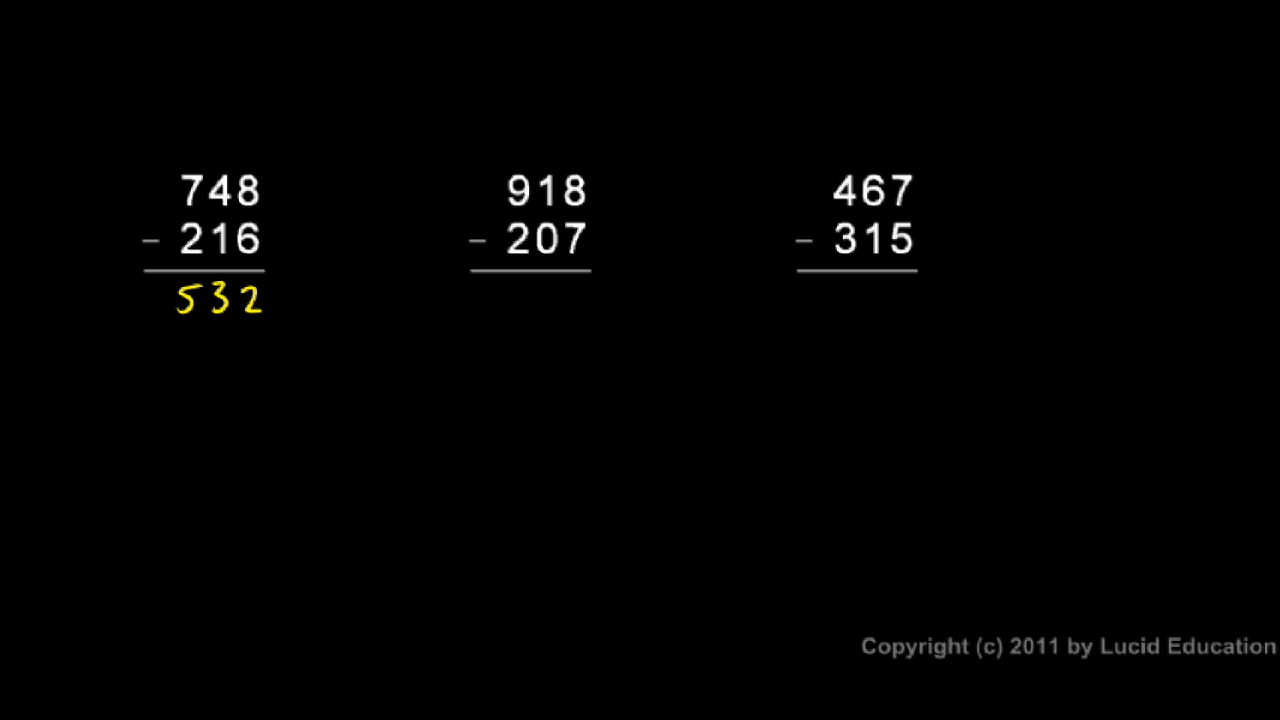 748 918 467
– 216 – 207 – 315
532
Copyright (c) 2011 by Lucid Education